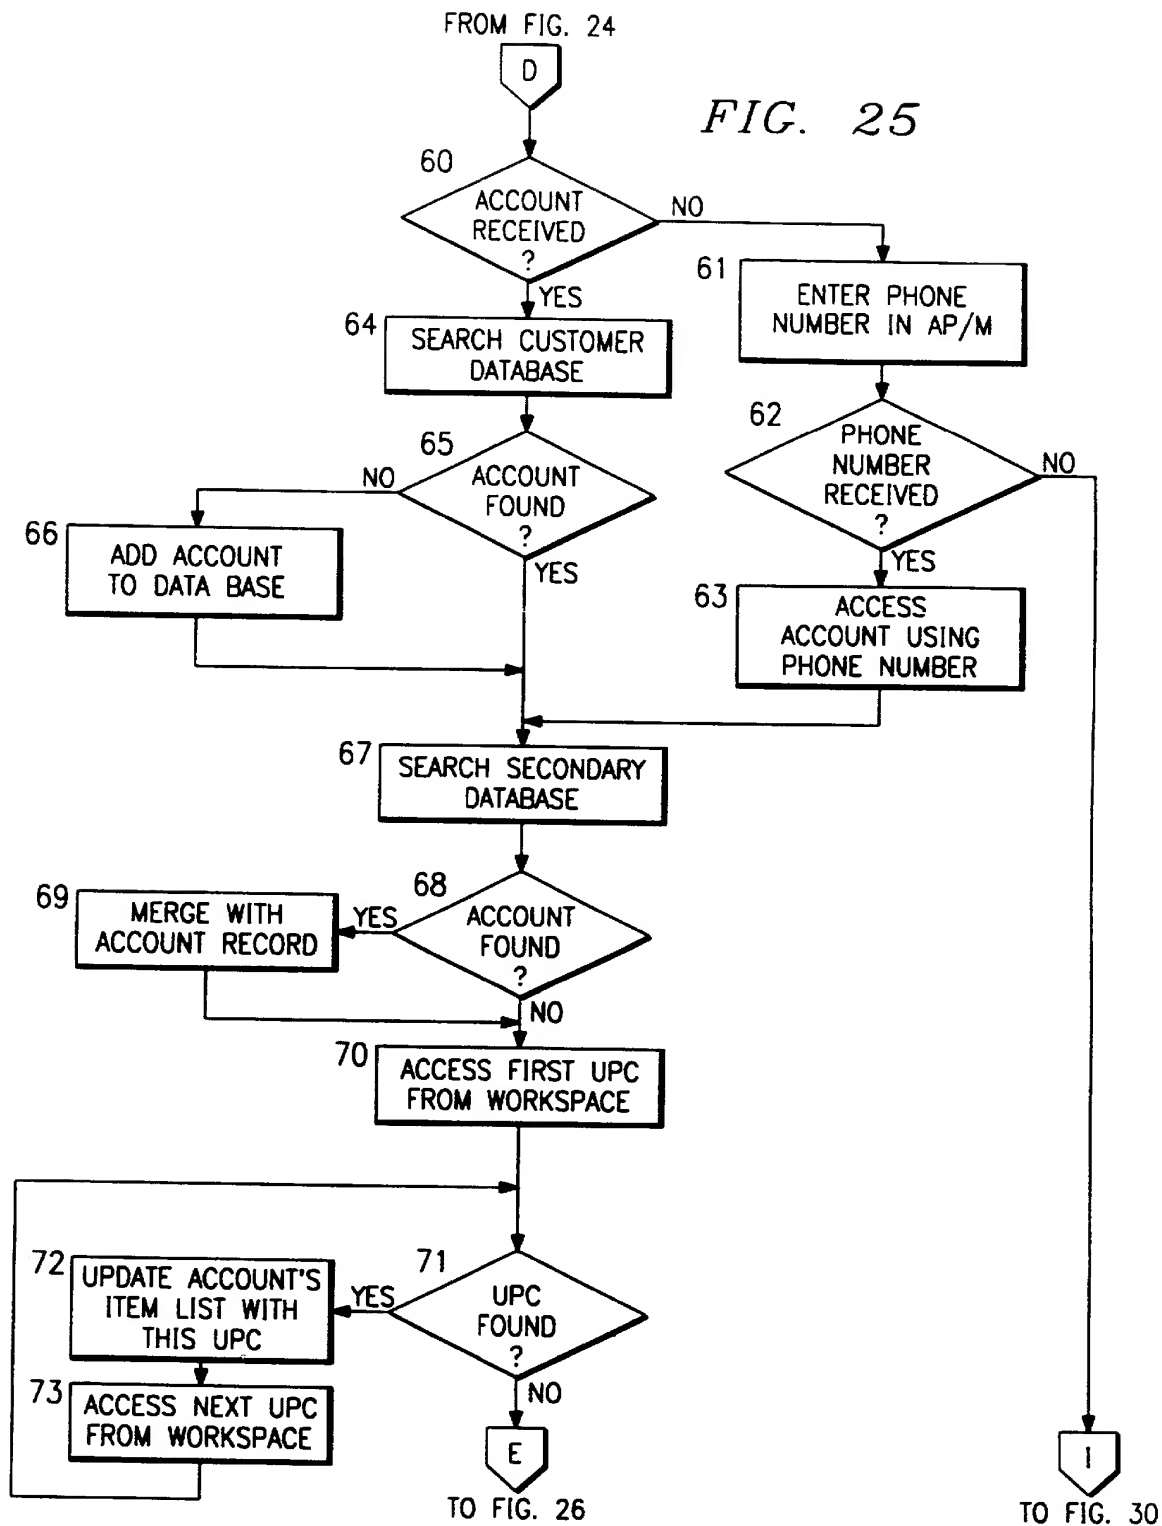 FROM FIG. 24
D
FIG. 25
60
ACCOUNT
RECEIVED
?
NO
YES
61
ENTER PHONE
NUMBER IN AP/M
64
SEARCH CUSTOMER
DATABASE
62
PHONE
NUMBER
RECEIVED
?
NO
YES
65
ACCOUNT
FOUND
?
NO
YES
66
ADD ACCOUNT
TO DATA BASE
63
ACCESS
ACCOUNT USING
PHONE NUMBER
67
SEARCH SECONDARY
DATABASE
68
ACCOUNT
FOUND
?
YES
NO
69
MERGE WITH
ACCOUNT RECORD
70
ACCESS FIRST UPC
FROM WORKSPACE
71
UPC
FOUND
?
YES
NO
72
UPDATE ACCOUNT'S
ITEM LIST WITH
THIS UPC
73
ACCESS NEXT UPC
FROM WORKSPACE
E
TO FIG. 26
I
TO FIG. 30